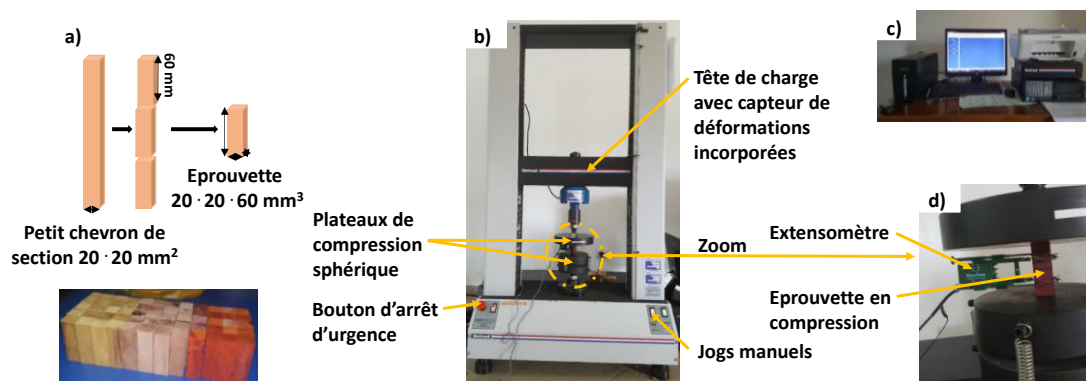 a)
60 mm
Eprouvette
20·20·60 mm³
Petit chevron de
section 20·20 mm²
b)
Tête de charge
avec capteur de
déformations
incorporées
Plateaux de
compression
sphérique
Bouton d'arrêt
d'urgence
Jogs manuels
Zoom
c)
d)
Extensomètre
Eprouvette en
compression